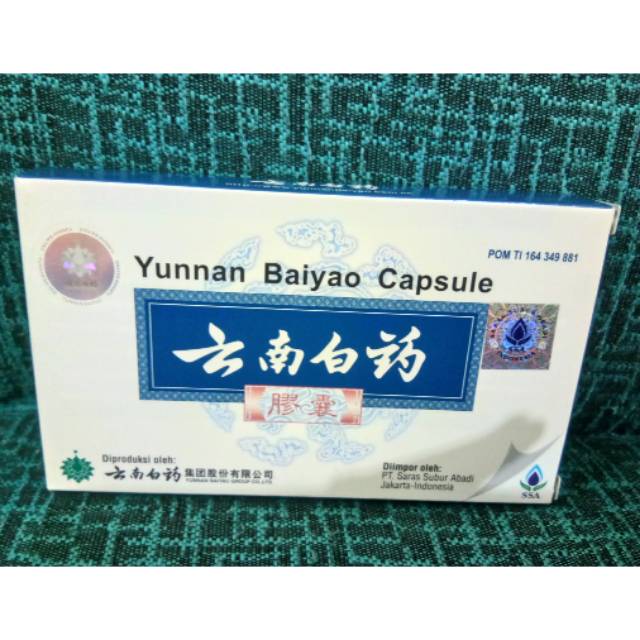 POM TI 164 349 881
Yunnan Baiyao Capsule
云南白药
SSA
膠囊
Diproduksi oleh:
云南白药 集团股份有限公司
YUNNAN BAIYAO GROUP CO.,LTD
Diimpor oleh:
PT. Saras Subur Abadi
Jakarta-Indonesia
SSA